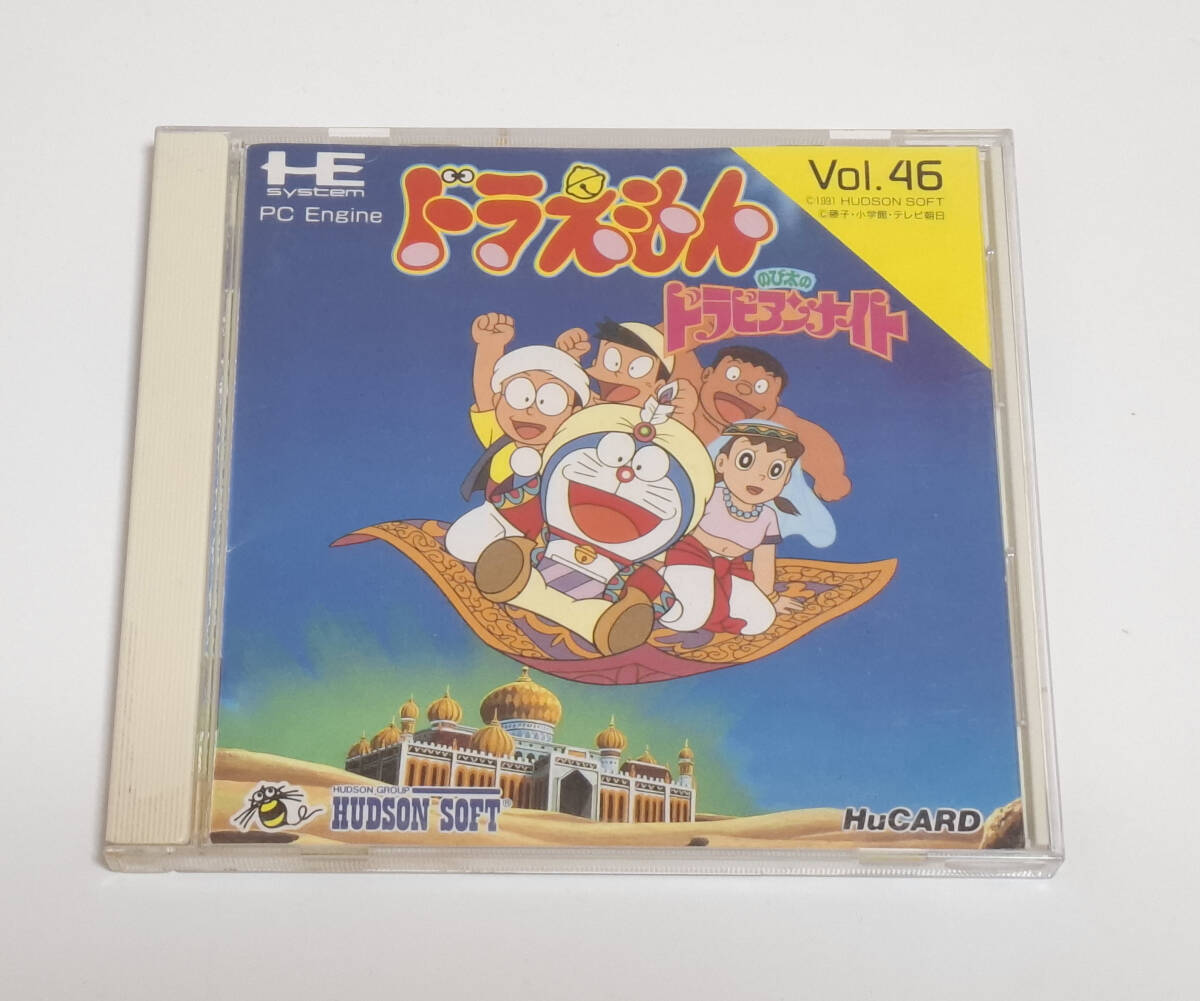 HE
system
PC Engine
ドラえもん
のび太の
ドラビアンナイト
Vol.46
©1991 HUDSON SOFT
©藤子・小学館・テレビ朝日
HUDSON GROUP
HUDSON SOFT®
HuCARD